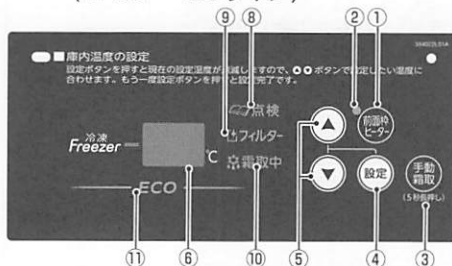 ⑨ ⑧ ② ①
■庫内温度の設定
設定ボタンを押すと現在の設定温度が点滅しますので、▲▼ボタンで設定したい温度に
合わせます。もう一度設定ボタンを押すと設定完了です。
点検
フィルター
霜取中
冷凍
Freezer
℃
ECO
▲
前面枠
ヒーター
▼
設定
手動
霜取
(5秒長押し)
⑪ ⑥ ⑩ ⑤ ④ ③